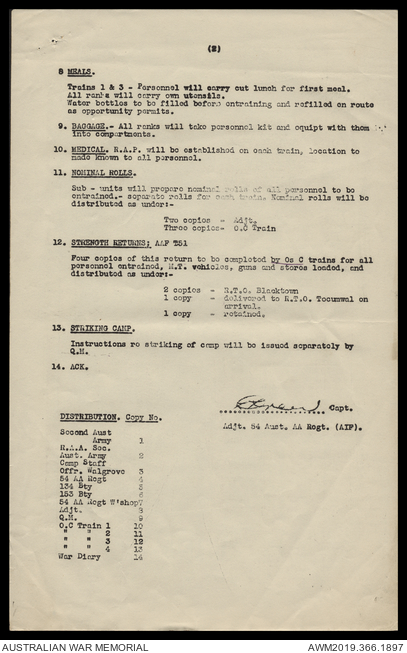 (2)
8 MEALS.
Trains 1 & 3 - Personnel will carry cut lunch for first meal.
All ranks will carry own utensils.
Water bottles to be filled before entraining and refilled on route
as opportunity permits.
9. BAGGAGE.- All ranks will take personnel kit and equipt with them
into compartments.
10. MEDICAL. R.A.P. will be established on each train, location to
made known to all personnel.
11. NOMINAL ROLLS.
Sub - units will prepare nominal rolls of all personnel to be
entrained.- separate rolls for each train. Nominal rolls will be
distributed as under:-
Two copies - Adjt.
Three copies- O.C Train
12. STRENGTH RETURNS; AAF
Four copies of this return to be completed by Os C trains for all
personnel entrained, M.T. vehicles, guns and stores loaded, and
distributed as under:-
2 copies - R.T.O. Blacktown
1 copy - delivered to R.T.O. Tocumwal on
arrival.
1 copy - retained.
13. STRIKING CAMP.
Instructions re striking of camp will be issued separately by
Q.M.
14. ACK.
Capt.
Adjt. 54 Aust. AA Regt. (AIF).
DISTRIBUTION. Copy No.
Second Aust
Army 1
R.A.A. Sec.
Aust. Army 2
Camp Staff
Offr. Walgrove 3
54 AA Regt 4
134 Bty 5
153 Bty 6
54 AA Regt W'shop7
Adjt. 8
Q.M. 9
O.C Train 1 10
" " 2 11
" " 3 12
" " 4 13
War Diary 14
AUSTRALIAN WAR MEMORIAL
AWM2019.366.1897